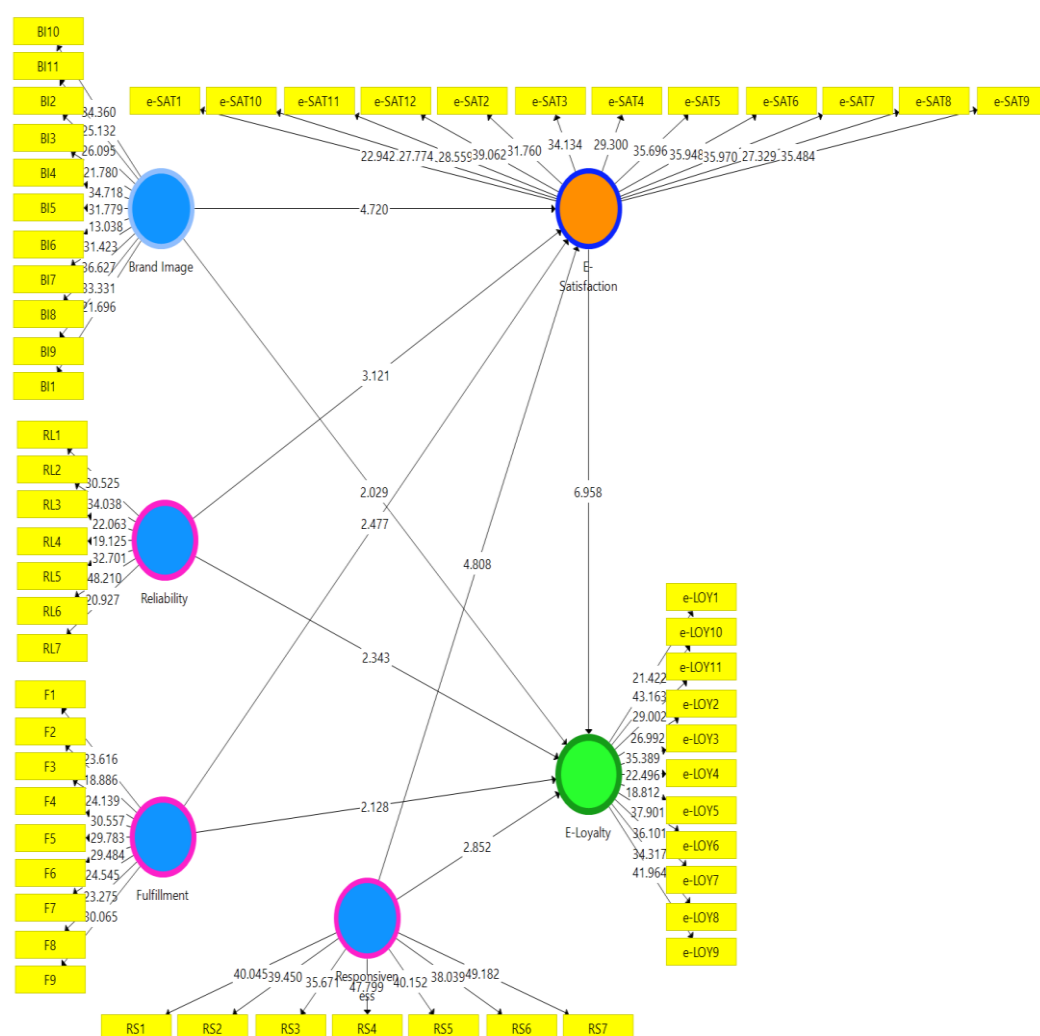 BI10
BI11
BI2
BI3
BI4
BI5
BI6
BI7
BI8
BI9
BI1
34.360
25.132
26.095
21.780
34.718
31.779
13.038
31.423
36.627
33.331
21.696
Brand Image
e-SAT1
e-SAT10
e-SAT11
e-SAT12
e-SAT2
e-SAT3
e-SAT4
e-SAT5
e-SAT6
e-SAT7
e-SAT8
e-SAT9
22.942
27.774
28.559
39.062
31.760
34.134
29.300
35.696
35.948
35.970
27.329
35.484
4.720
E-
Satisfaction
3.121
RL1
RL2
RL3
RL4
RL5
RL6
RL7
30.525
34.038
22.063
19.125
32.701
48.210
20.927
Reliability
2.029
2.477
6.958
4.808
2.343
F1
F2
F3
F4
F5
F6
F7
F8
F9
23.616
18.886
24.139
30.557
29.783
29.484
24.545
23.275
30.065
Fulfillment
2.128
2.852
e-LOY1
e-LOY10
e-LOY11
e-LOY2
e-LOY3
e-LOY4
e-LOY5
e-LOY6
e-LOY7
e-LOY8
e-LOY9
21.422
43.163
29.002
26.992
35.389
22.496
18.812
37.901
36.101
34.317
41.964
E-Loyalty
Responsiven
ess
40.045
39.450
35.671
47.799
40.152
38.039
49.182
RS1
RS2
RS3
RS4
RS5
RS6
RS7